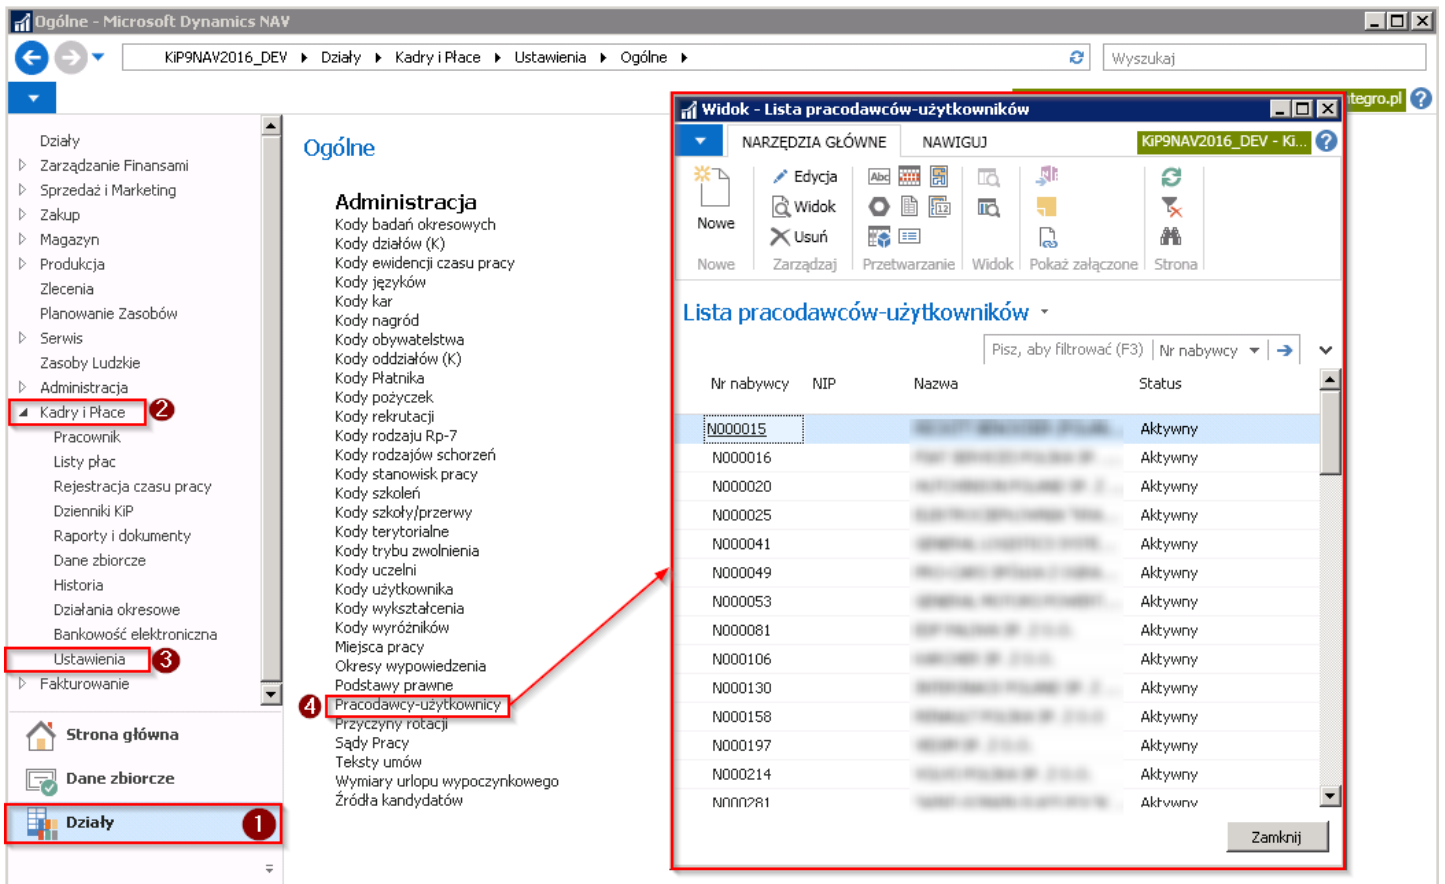 Ogólne - Microsoft Dynamics NAV
KiP9NAV2016_DEV Działy Kadry i Płace Ustawienia Ogólne
Wyszukaj
ntegro.pl
Działy
Zarządzanie Finansami
Sprzedaż i Marketing
Zakup
Magazyn
Produkcja
Zlecenia
Planowanie Zasobów
Serwis
Zasoby Ludzkie
Administracja
Kadry i Płace 2
Pracownik
Listy płac
Rejestracja czasu pracy
Dzienniki KiP
Raporty i dokumenty
Dane zbiorcze
Historia
Działania okresowe
Bankowość elektroniczna
Ustawienia 3
Fakturowanie
Strona główna
Dane zbiorcze
Działy 1
Ogólne
Administracja
Kody badań okresowych
Kody działów (K)
Kody ewidencji czasu pracy
Kody języków
Kody kar
Kody nagród
Kody obywatelstwa
Kody oddziałów (K)
Kody Płatnika
Kody pożyczek
Kody rekrutacji
Kody rodzaju Rp-7
Kody rodzajów schorzeń
Kody stanowisk pracy
Kody szkoleń
Kody szkoły/przerwy
Kody terytorialne
Kody trybu zwolnienia
Kody uczelni
Kody użytkownika
Kody wykształcenia
Kody wyróżników
Miejsca pracy
Okresy wypowiedzenia
Podstawy prawne
4 Pracodawcy-użytkownicy
Przyczyny rotacji
Sądy Pracy
Teksty umów
Wymiary urlopu wypoczynkowego
Źródła kandydatów
Widok - Lista pracodawców-użytkowników
NARZĘDZIA GŁÓWNE NAWIGUJ
KiP9NAV2016_DEV - Ki...
Nowe
Edycja
Widok
Usuń
Abc
12
Nowe Zarządzaj Przetwarzanie Widok Pokaż załączone Strona
Lista pracodawców-użytkowników
Pisz, aby filtrować (F3) Nr nabywcy
Nr nabywcy NIP Nazwa Status
N000015 Aktywny
N000016 Aktywny
N000020 Aktywny
N000025 Aktywny
N000041 Aktywny
N000049 Aktywny
N000053 Aktywny
N000081 Aktywny
N000106 Aktywny
N000130 Aktywny
N000158 Aktywny
N000197 Aktywny
N000214 Aktywny
N000281 Aktywny
Zamknij